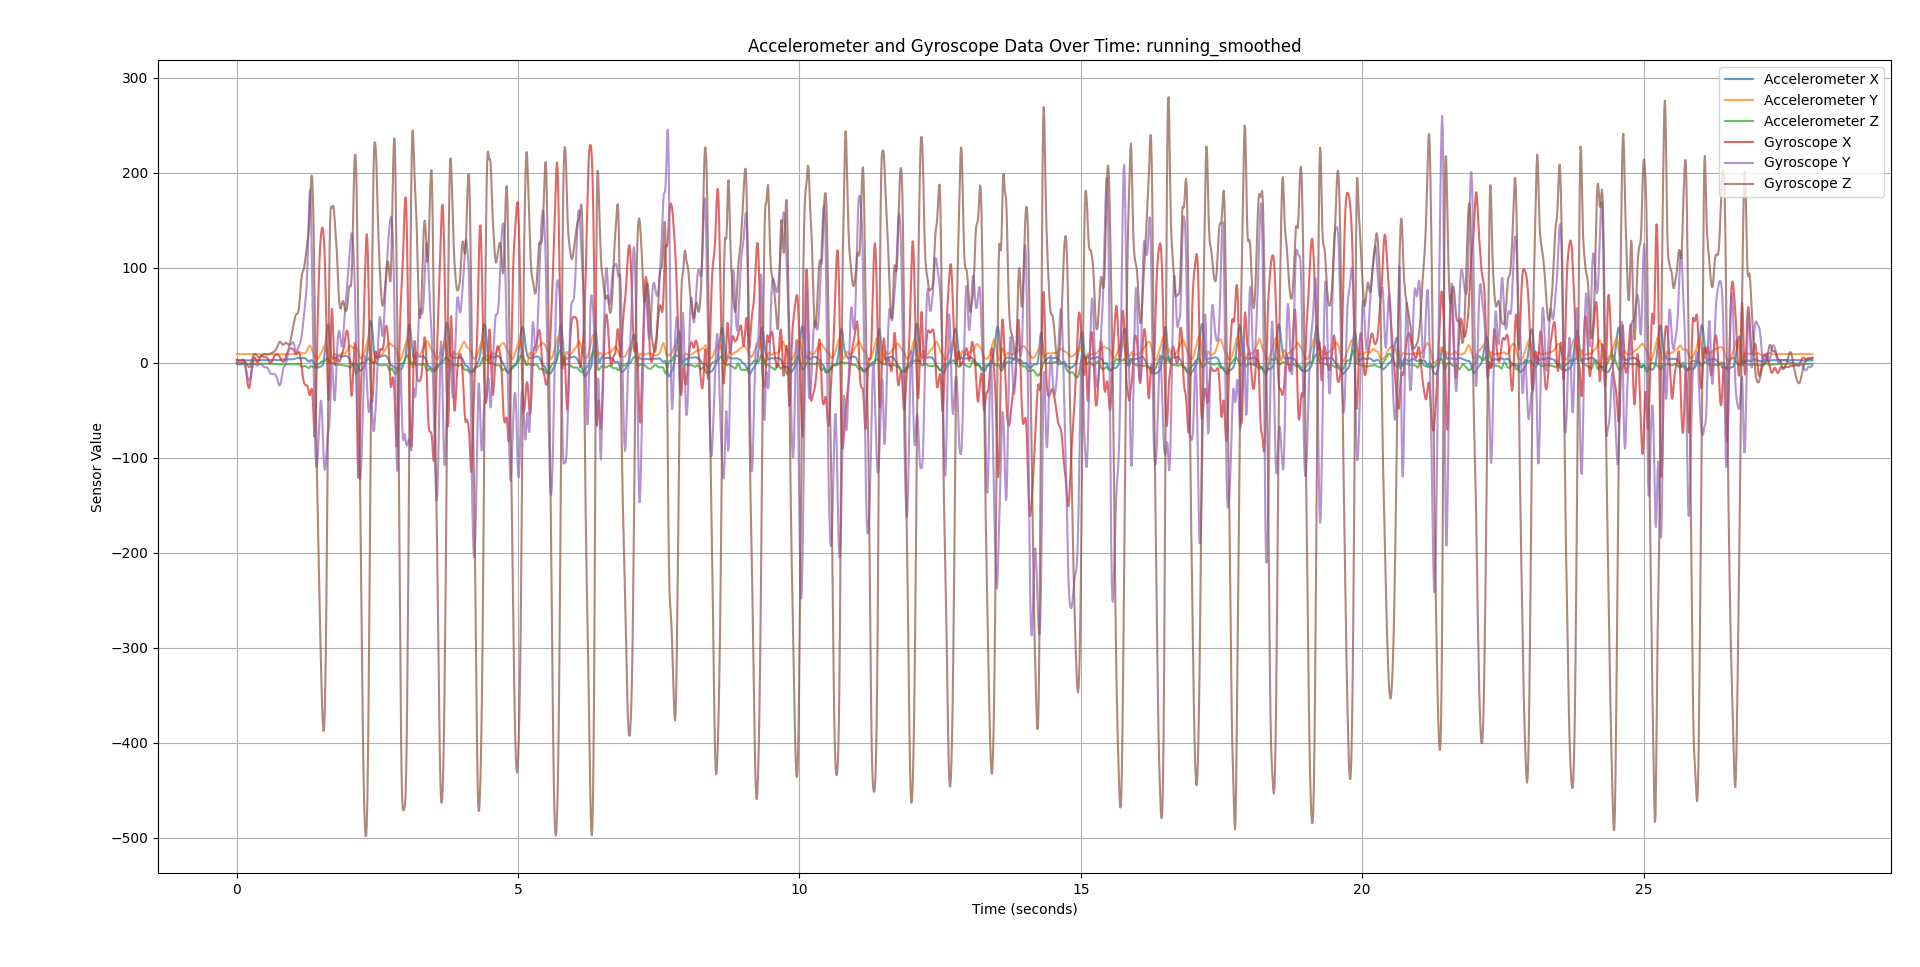 Accelerometer and Gyroscope Data Over Time: running_smoothed
Accelerometer X
Accelerometer Y
Accelerometer Z
Gyroscope X
Gyroscope Y
Gyroscope Z
300
200
100
0
−100
−200
−300
−400
−500
Sensor Value
0 5 10 15 20 25
Time (seconds)